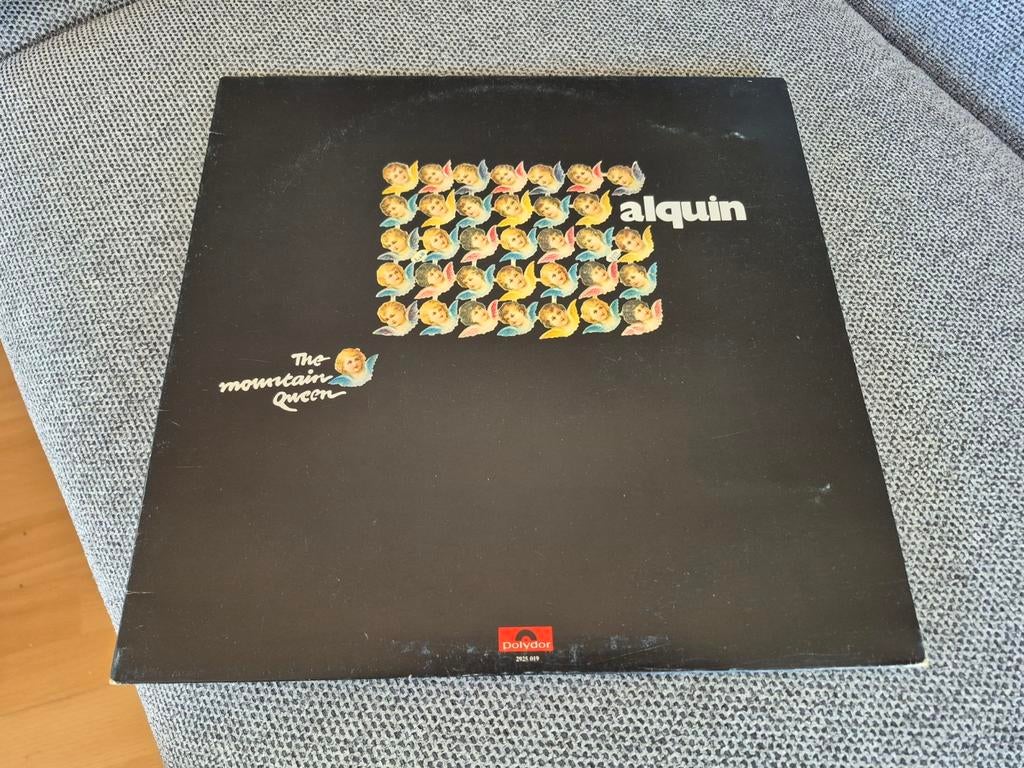 alquin
The
mountain
Queen
polydor
2925 019